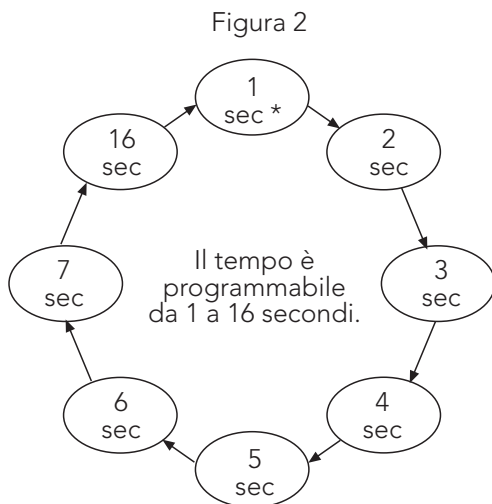 Figura 2
1
sec *
2
sec
3
sec
4
sec
5
sec
6
sec
7
sec
16
sec
Il tempo è
programmabile
da 1 a 16 secondi.